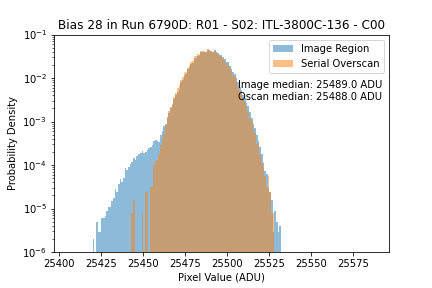 Bias 28 in Run 6790D: R01 - S02: ITL-3800C-136 - C00
Image Region
Serial Overscan
Image median: 25489.0 ADU
Oscan median: 25488.0 ADU
Probability Density
10⁻¹
10⁻²
10⁻³
10⁻⁴
10⁻⁵
10⁻⁶
25400 25425 25450 25475 25500 25525 25550 25575
Pixel Value (ADU)